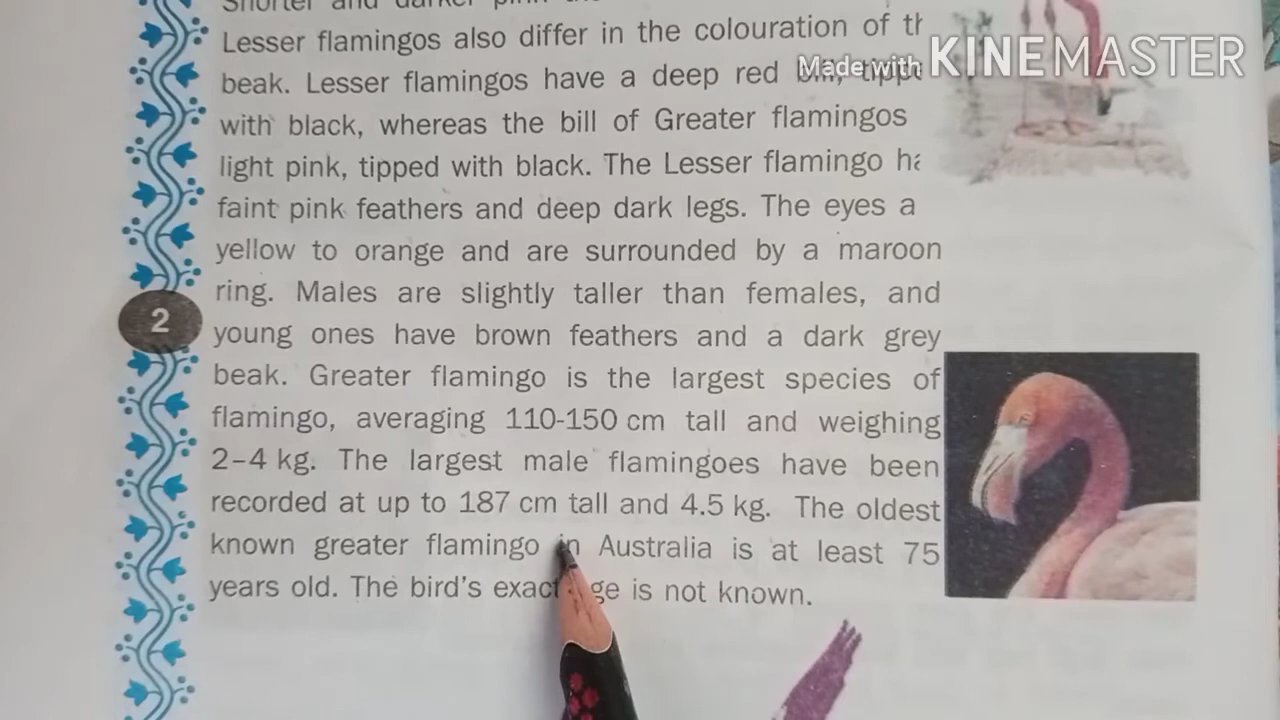 Shorter and darker pink
Lesser flamingos also differ in the colouration of
beak. Lesser flamingos have a deep red
with black, whereas the bill of Greater flamingos
light pink, tipped with black. The Lesser flamingo
faint pink feathers and deep dark legs. The eyes a
yellow to orange and are surrounded by a maroon
ring. Males are slightly taller than females, and
young ones have brown feathers and a dark grey
beak. Greater flamingo is the largest species of
flamingo, averaging 110-150 cm tall and weighing
2–4 kg. The largest male flamingoes have been
recorded at up to 187 cm tall and 4.5 kg. The oldest
known greater flamingo in Australia is at least 75
years old. The bird's exact is not known.
2
Made with KINEMASTER